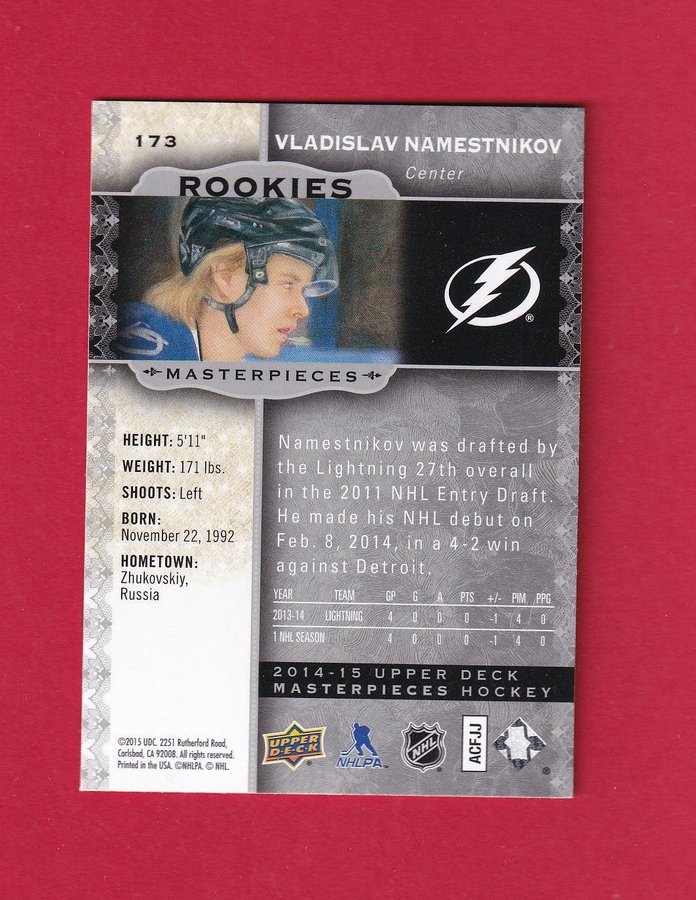 173
VLADISLAV NAMESTNIKOV
Center
ROOKIES
®
MASTERPIECES
HEIGHT: 5'11"
WEIGHT: 171 lbs.
SHOOTS: Left
BORN:
November 22, 1992
HOMETOWN:
Zhukovskiy,
Russia
Namestnikov was drafted by
the Lightning 27th overall
in the 2011 NHL Entry Draft.
He made his NHL debut on
Feb. 8, 2014, in a 4-2 win
against Detroit.
YEAR TEAM GP G A PTS +/- PIM PPG
2013-14 LIGHTNING 4 0 0 0 -1 4 0
1 NHL SEASON 4 0 0 0 -1 4 0
2014-15 UPPER DECK
MASTERPIECES HOCKEY
©2015 UDC. 2251 Rutherford Road,
Carlsbad, CA 92008. All rights reserved.
Printed in the USA. ©NHLPA. © NHL.
UPPER
DECK
NHLPA
NHL
ACFJJ